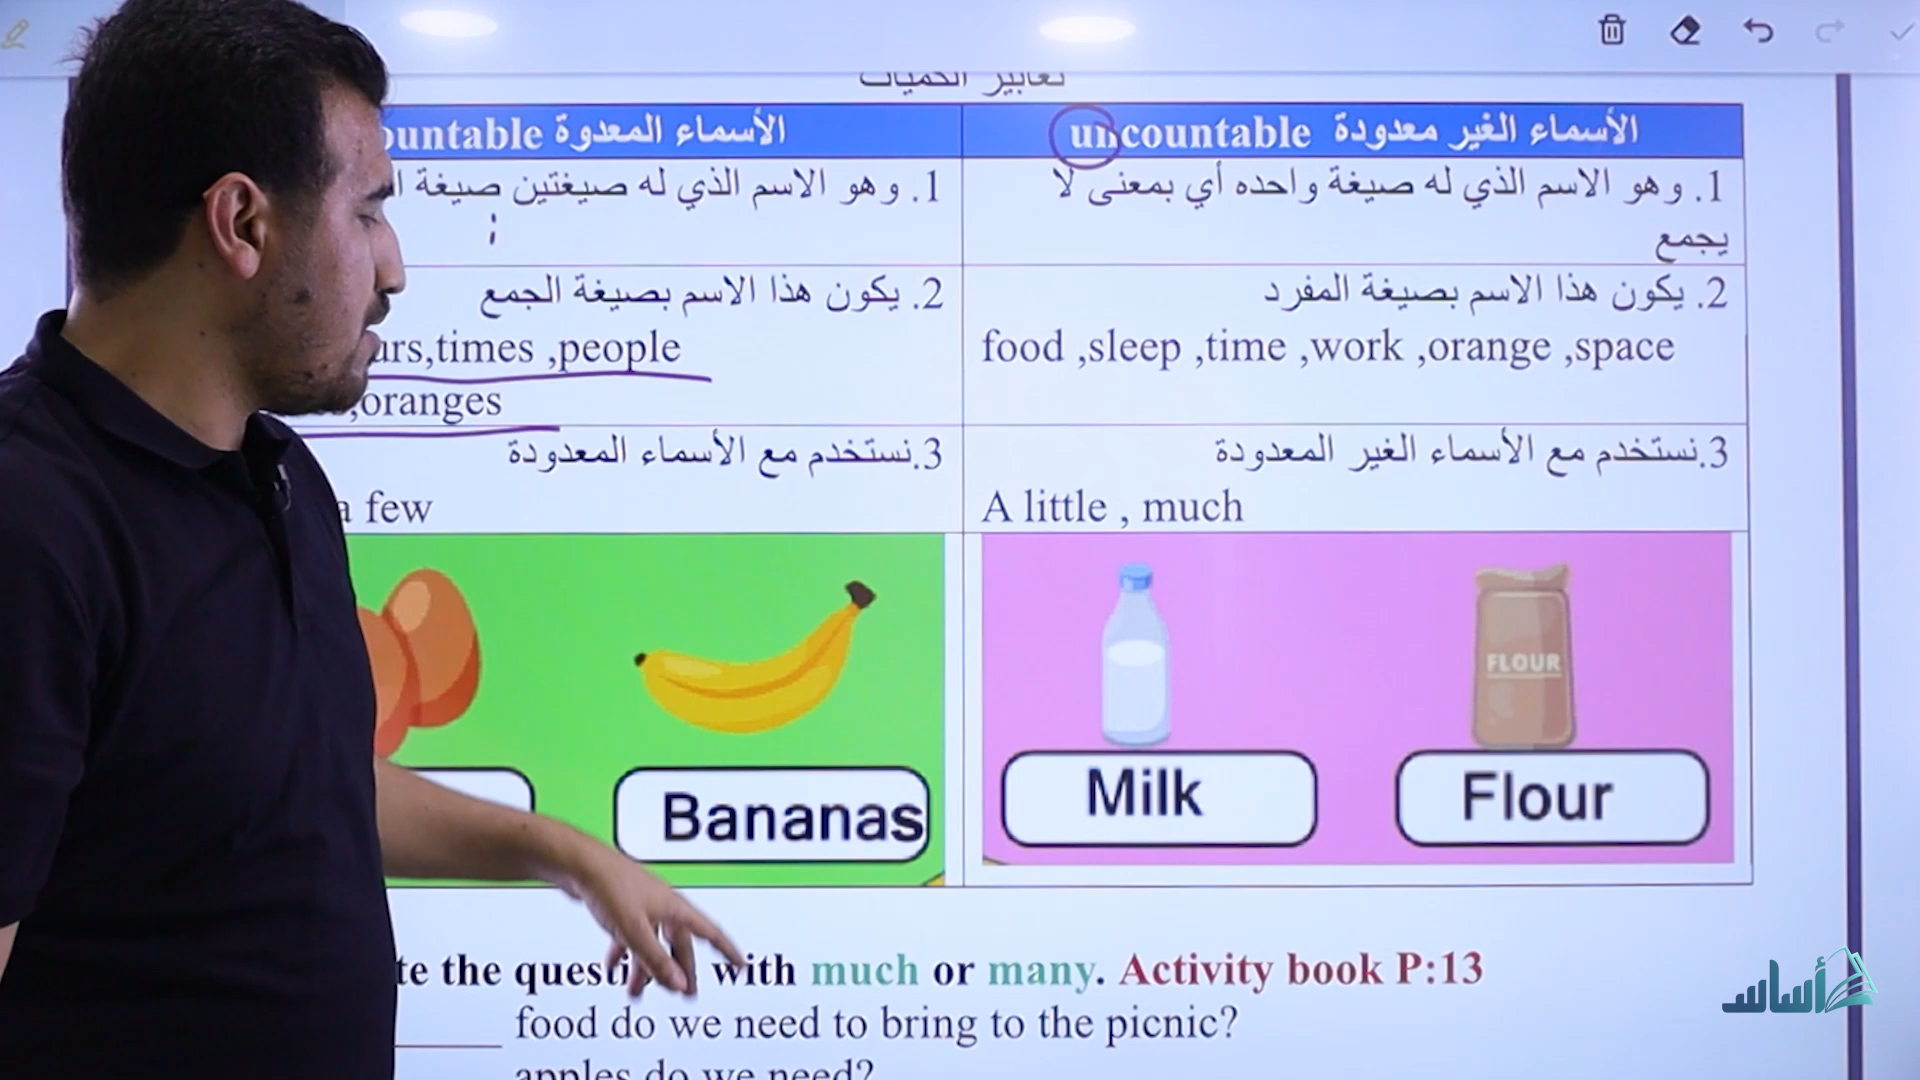 تعابير الكميات
الأسماء المعدوة ountable
الأسماء الغير معدودة uncountable
1. وهو الاسم الذي له صيغتين صيغة
1. وهو الاسم الذي له صيغة واحده أي بمعنى لا
يجمع
2. يكون هذا الاسم بصيغة الجمع
urs,times ,people
,oranges
2. يكون هذا الاسم بصيغة المفرد
food ,sleep ,time ,work ,orange ,space
3.نستخدم مع الأسماء المعدودة
a few
3.نستخدم مع الأسماء الغير المعدودة
A little , much
Bananas
FLOUR
Milk
Flour
te the questi with much or many. Activity book P:13
food do we need to bring to the picnic?
apples do we need?
أساس